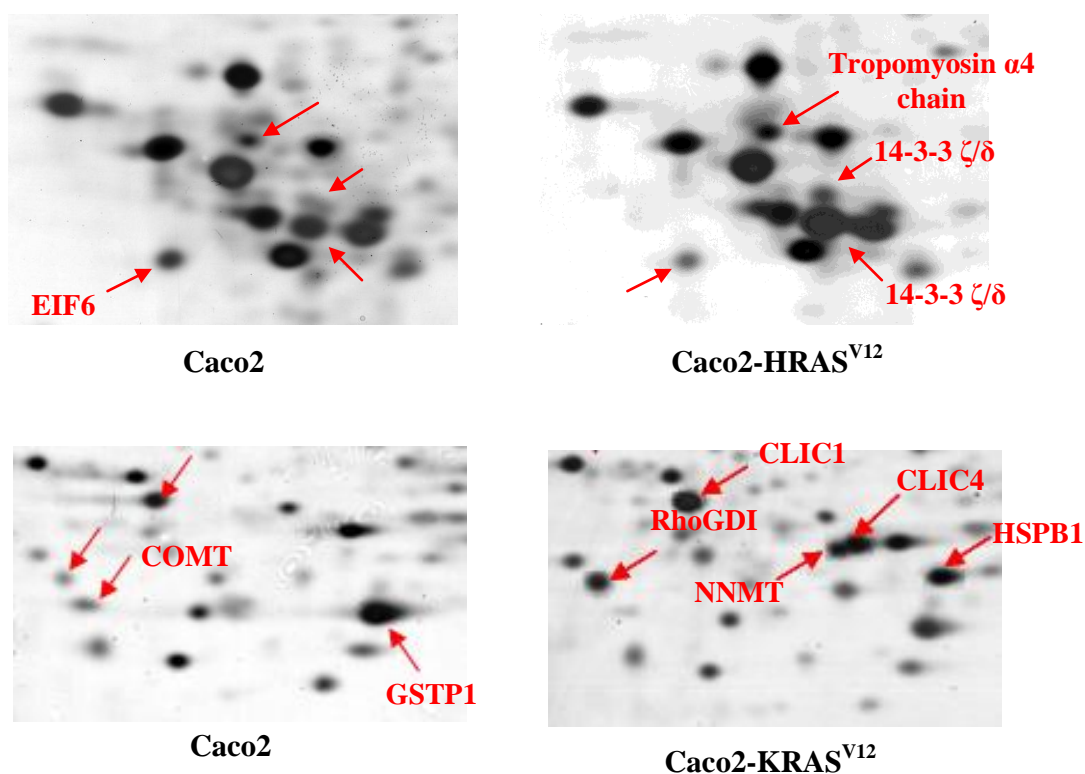 Tropomyosin α4
chain
14-3-3 ζ/δ
14-3-3 ζ/δ
EIF6
Caco2
Caco2-HRASV12
CLIC1
CLIC4
RhoGDI
COMT
HSPB1
NNMT
GSTP1
Caco2
Caco2-KRASV12